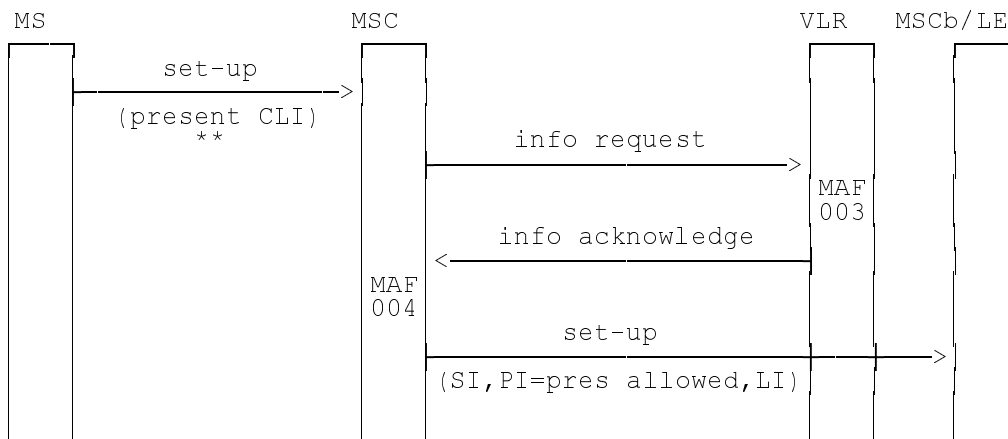 MS MSC VLR MSCb/LE
set-up
(present CLI)
**
info request
MAF
003
info acknowledge
MAF
004
set-up
(SI,PI=pres allowed,LI)